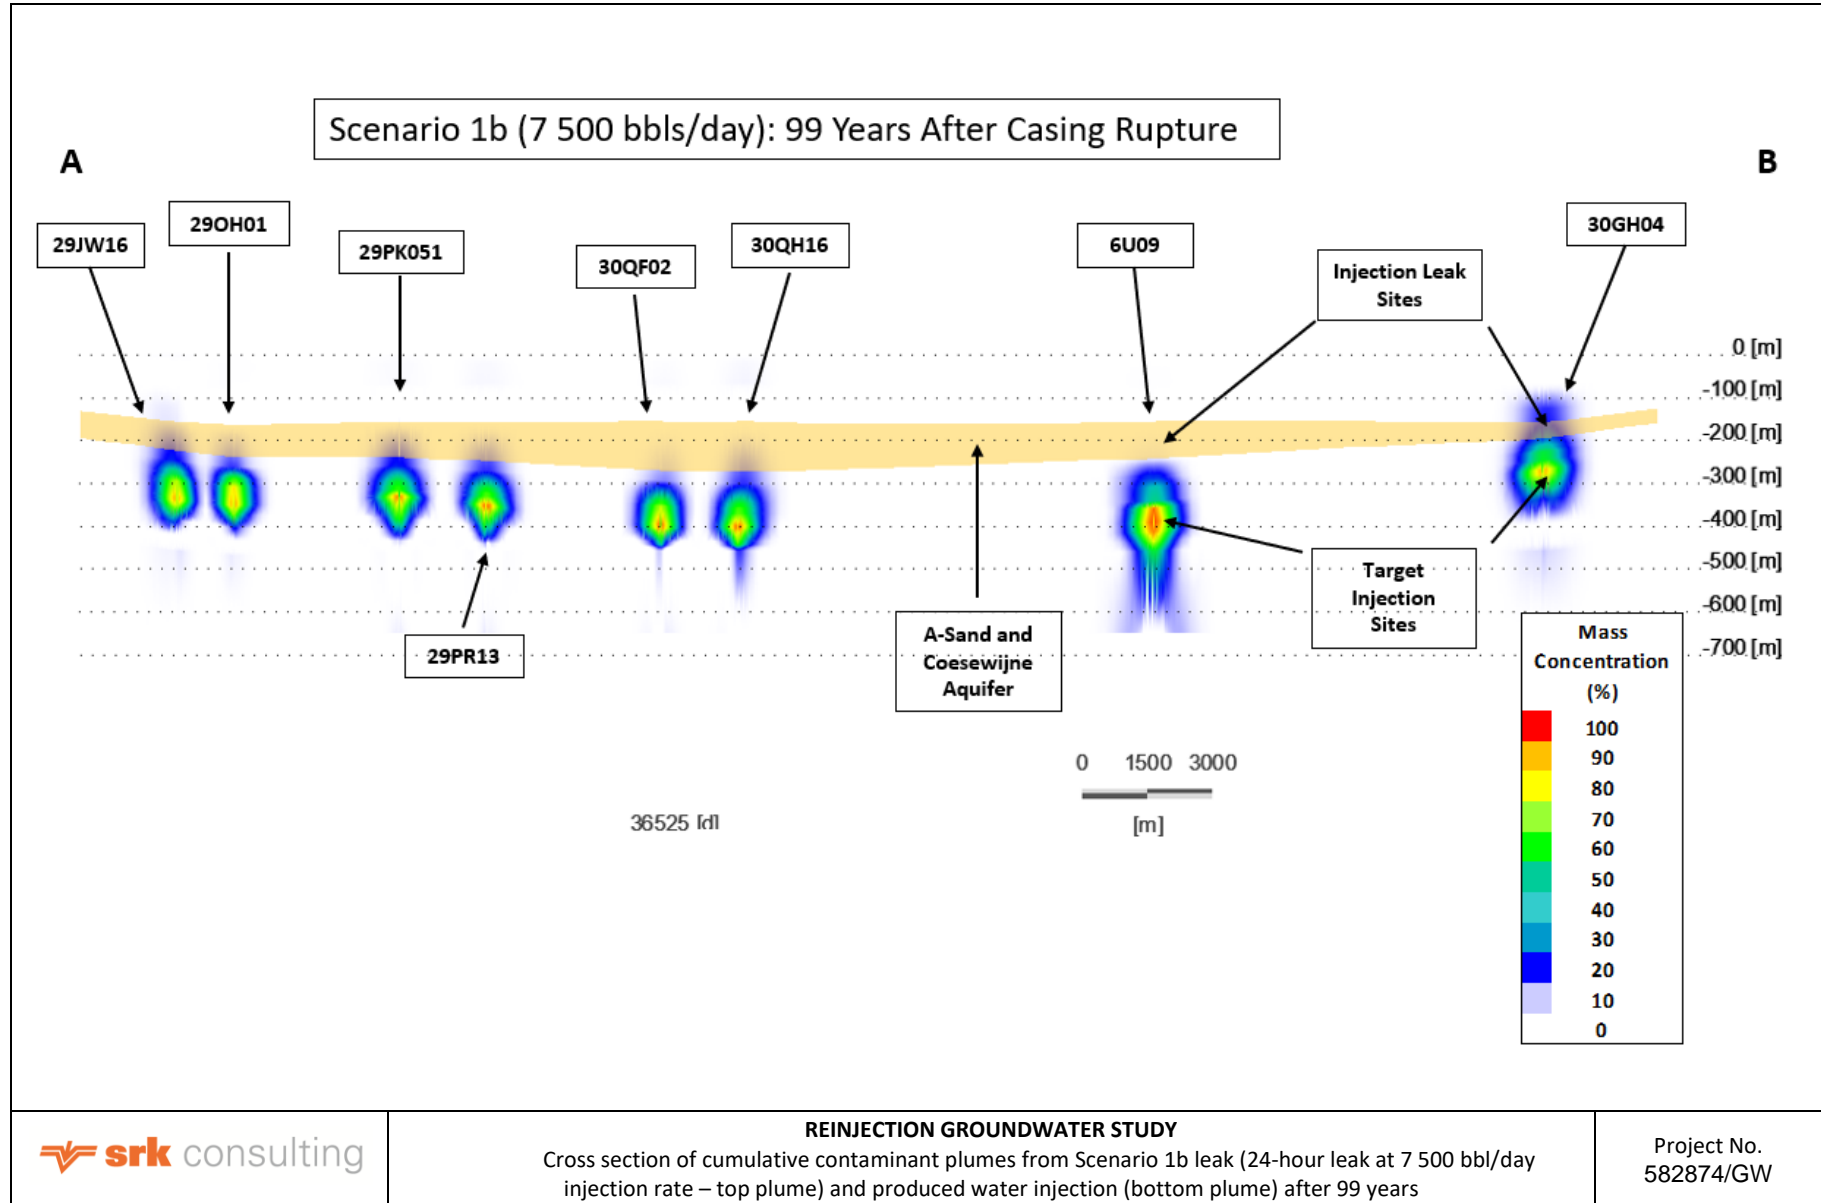 Scenario 1b (7 500 bbls/day): 99 Years After Casing Rupture
A
B
29JW16
29OH01
29PK051
30QF02
30QH16
6U09
Injection Leak
Sites
30GH04
0 [m]
-100 [m]
-200 [m]
-300 [m]
-400 [m]
-500 [m]
-600 [m]
-700 [m]
29PR13
A-Sand and
Coesewijne
Aquifer
Target
Injection
Sites
Mass
Concentration
(%)
100
90
80
70
60
50
40
30
20
10
0
0 1500 3000
[m]
36525 [d]
srk consulting
REINJECTION GROUNDWATER STUDY
Cross section of cumulative contaminant plumes from Scenario 1b leak (24-hour leak at 7 500 bbl/day
injection rate – top plume) and produced water injection (bottom plume) after 99 years
Project No.
582874/GW